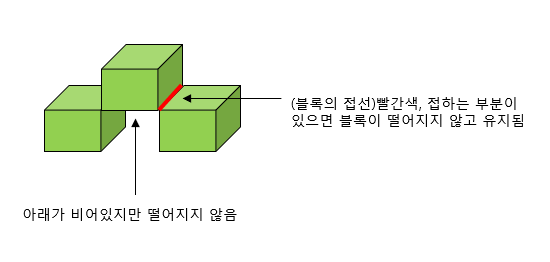 (블록의 접선)빨간색, 접하는 부분이
있으면 블록이 떨어지지 않고 유지됨
아래가 비어있지만 떨어지지 않음